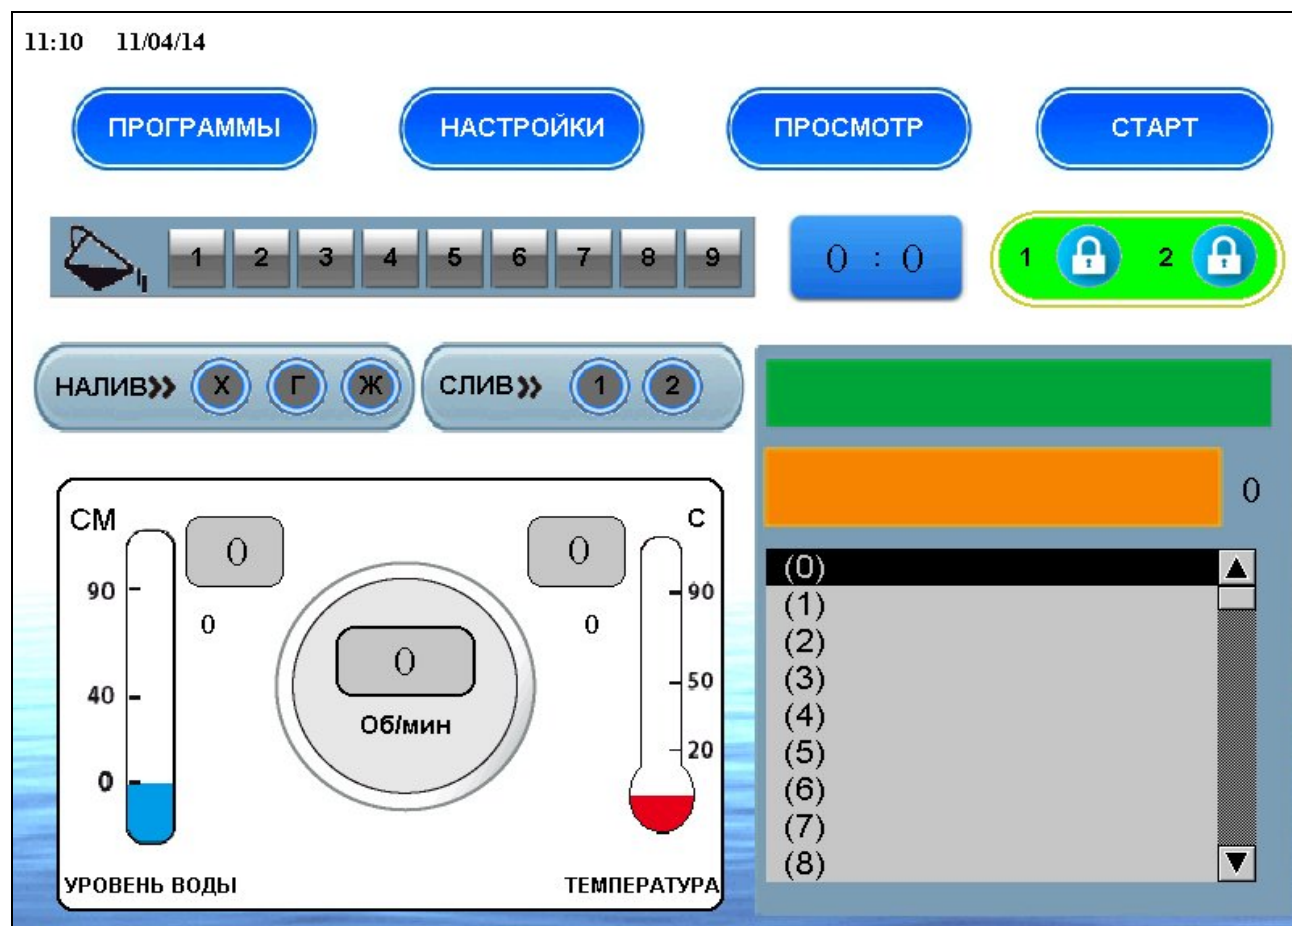 11:10 11/04/14
ПРОГРАММЫ НАСТРОЙКИ ПРОСМОТР СТАРТ
1 2 3 4 5 6 7 8 9 0 : 0 1 2
НАЛИВ Х Г Ж СЛИВ 1 2
0
СМ 0 0 С
90 90
0 0
0
40 50
Об/мин
20
0
УРОВЕНЬ ВОДЫ ТЕМПЕРАТУРА
(0)
(1)
(2)
(3)
(4)
(5)
(6)
(7)
(8)